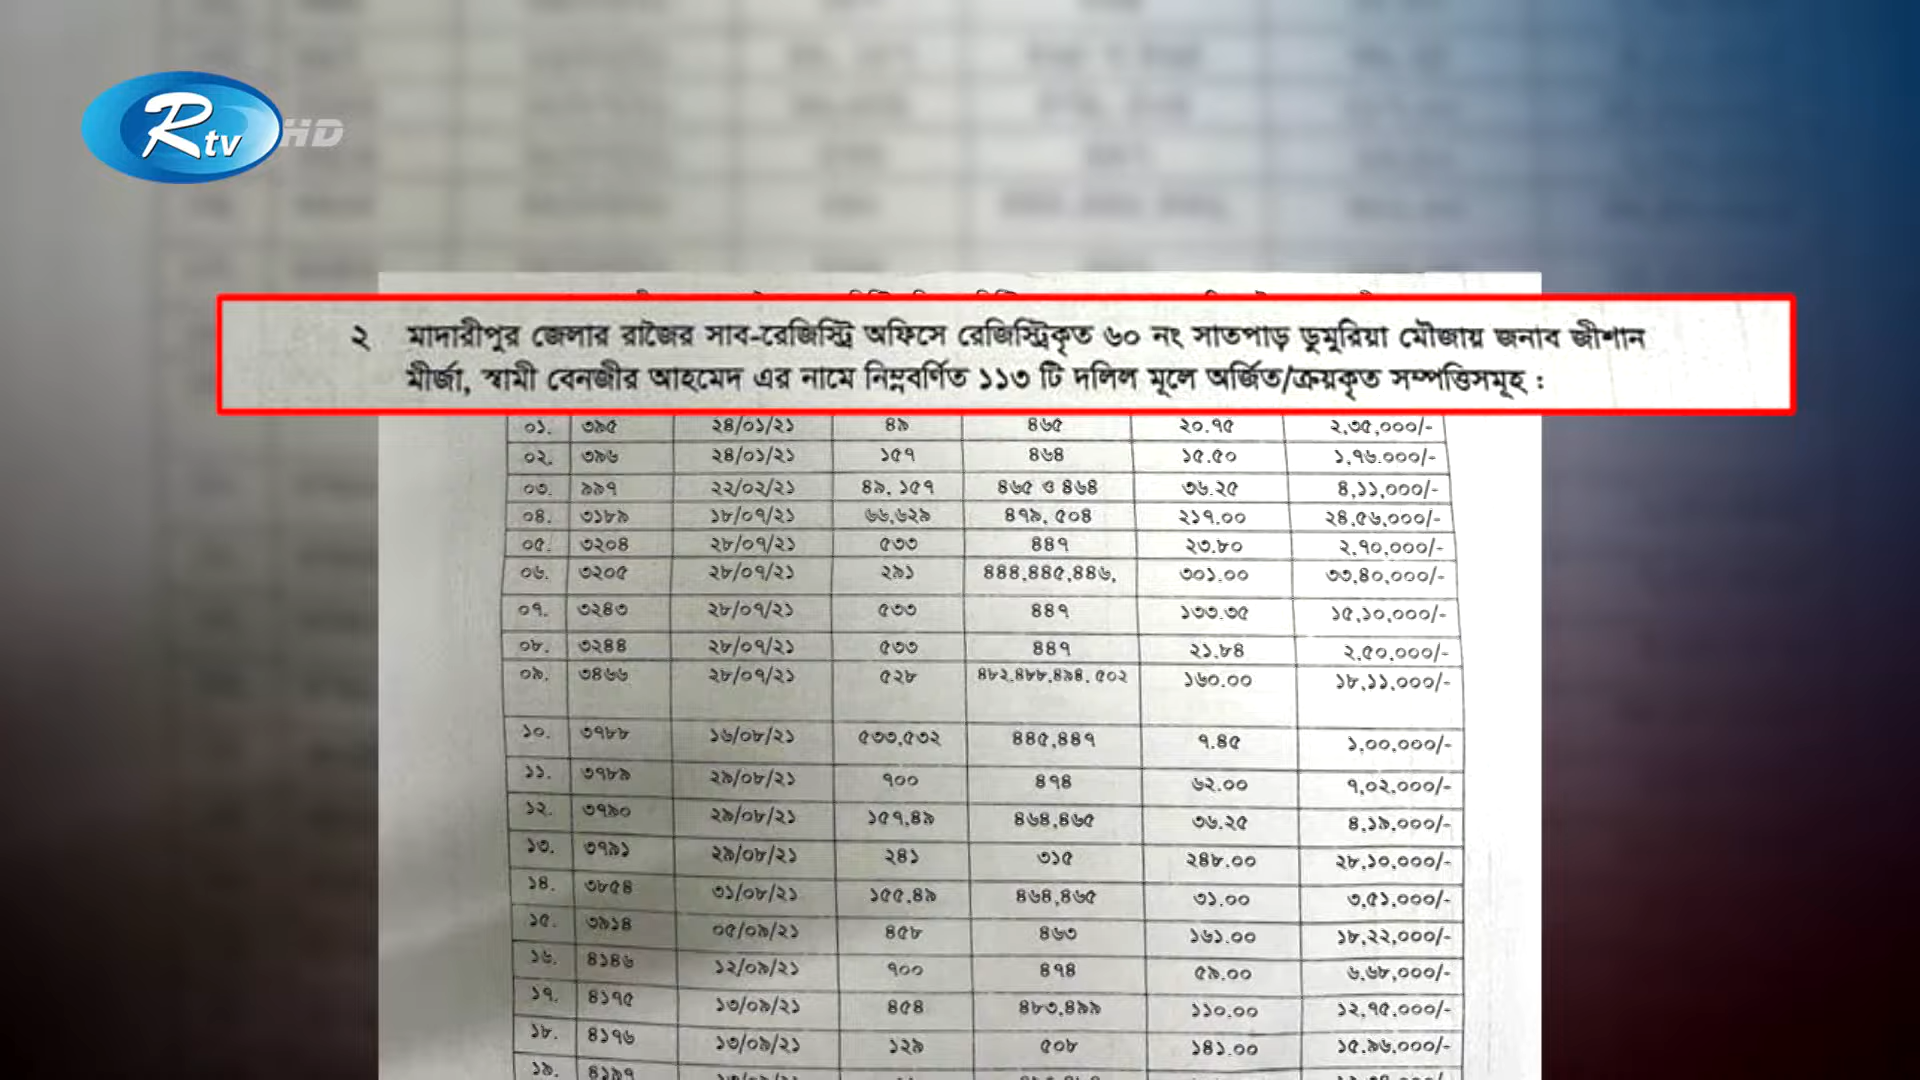 Rtv HD
২ মাদারীপুর জেলার রাজৈর সাব-রেজিস্ট্রি অফিসে রেজিস্ট্রিকৃত ৬০ নং সাতপাড় ডুমুরিয়া মৌজায় জনাব জীশান
মীর্জা, স্বামী বেনজীর আহমেদ এর নামে নিম্নবর্ণিত ১১৩ টি দলিল মূলে অর্জিত/ক্রয়কৃত সম্পত্তিসমূহ :
০১. ৩৯৫ ২৪/০১/২১ ৪৯ ৪৬৫ ২০.৭৫ ২,৩৫,০০০/-
০২. ৩৯৬ ২৪/০১/২১ ১৫৭ ৪৬৪ ১৫.৫০ ১,৭৬.০০০/-
০৩. ৯৯৭ ২২/০২/২১ ৪৯, ১৫৭ ৪৬৫ ও ৪৬৪ ৩৬.২৫ ৪,১১,০০০/-
০৪. ৩১৮৯ ১৮/০৭/২১ ৬৬,৬২৯ ৪৭৯, ৫০৪ ২১৭.০০ ২৪,৫৬,০০০/-
০৫. ৩২০৪ ২৮/০৭/২১ ৫৩৩ ৪৪৭ ২৩.৮০ ২,৭০,০০০/-
০৬. ৩২০৫ ২৮/০৭/২১ ২৯১ ৪৪৪,৪৪৫,৪৪৬, ৩০১.০০ ৩৩,৪০,০০০/-
০৭. ৩২৪৩ ২৮/০৭/২১ ৫৩৩ ৪৪৭ ১৩৩.৩৫ ১৫,১০,০০০/-
০৮. ৩২৪৪ ২৮/০৭/২১ ৫৩৩ ৪৪৭ ২১.৮৪ ২,৫০,০০০/-
০৯. ৩৪৬৬ ২৮/০৭/২১ ৫২৮ ৪৮২,৪৮৮,৪৯৪, ৫০২ ১৬০.০০ ১৮,১১,০০০/-
১০. ৩৭৮৮ ১৬/০৮/২১ ৫৩৩,৫৩২ ৪৪৫,৪৪৭ ৭.৪৫ ১,০০,০০০/-
১১. ৩৭৮৯ ২৯/০৮/২১ ৭০০ ৪৭৪ ৬২.০০ ৭,০২,০০০/-
১২. ৩৭৯০ ২৯/০৮/২১ ১৫৭,৪৯ ৪৬৪,৪৬৫ ৩৬.২৫ ৪,১৯,০০০/-
১৩. ৩৭৯১ ২৯/০৮/২১ ২৪১ ৩১৫ ২৪৮.০০ ২৮,১০,০০০/-
১৪. ৩৮৫৪ ৩১/০৮/২১ ১৫৫,৪৯ ৪৬৪,৪৬৫ ৩১.০০ ৩,৫১,০০০/-
১৫. ৩৯১৪ ০৫/০৯/২১ ৪৫৮ ৪৬৩ ১৬১.০০ ১৮,২২,০০০/-
১৬. ৪১৪৬ ১২/০৯/২১ ৭০০ ৪৭৪ ৫৯.০০ ৬,৬৮,০০০/-
১৭. ৪১৭৫ ১৩/০৯/২১ ৪৫৪ ৪৮৩,৪৯৯ ১১০.০০ ১২,৭৫,০০০/-
১৮. ৪১৭৬ ১৩/০৯/২১ ১২৯ ৫০৮ ১৪১.০০ ১৫,৯৬,০০০/-
১৯. ৪১৯৭